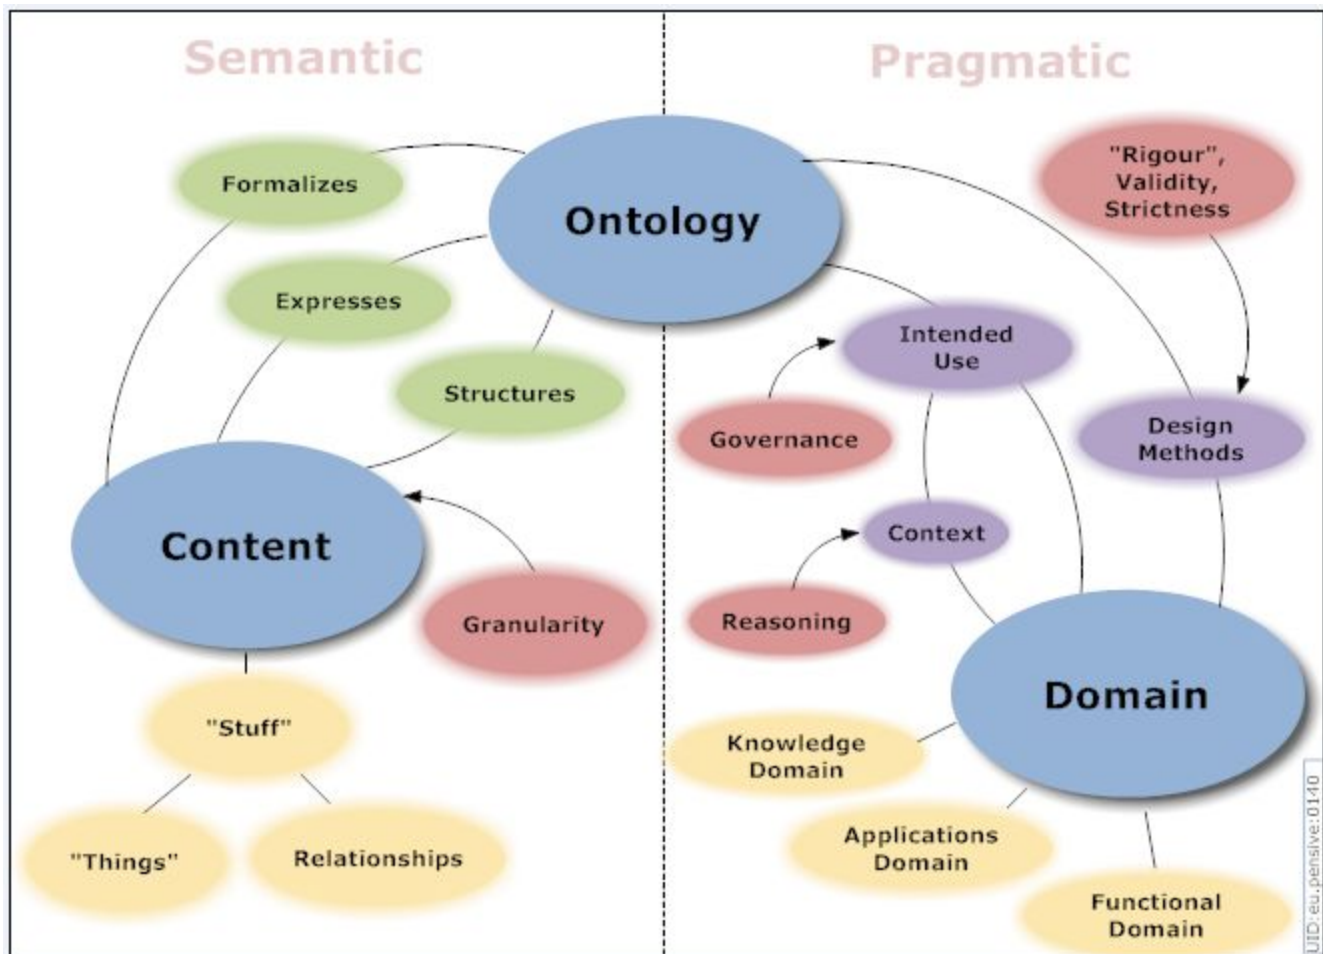 Semantic
Pragmatic
Formalizes
Ontology
"Rigour",
Validity,
Strictness
Expresses
Structures
Intended
Use
Governance
Design
Methods
Content
Context
Granularity
Reasoning
Domain
"Stuff"
Knowledge
Domain
"Things"
Relationships
Applications
Domain
Functional
Domain
UID:eu.pensive:0140